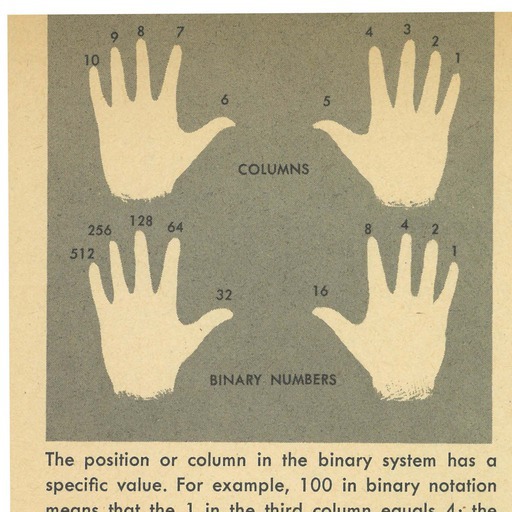 10 9 8 7 6 5 4 3 2 1
COLUMNS
512 256 128 64 32 16 8 4 2 1
BINARY NUMBERS
The position or column in the binary system has a
specific value. For example, 100 in binary notation
means that the 1 in the third column equals 4; the